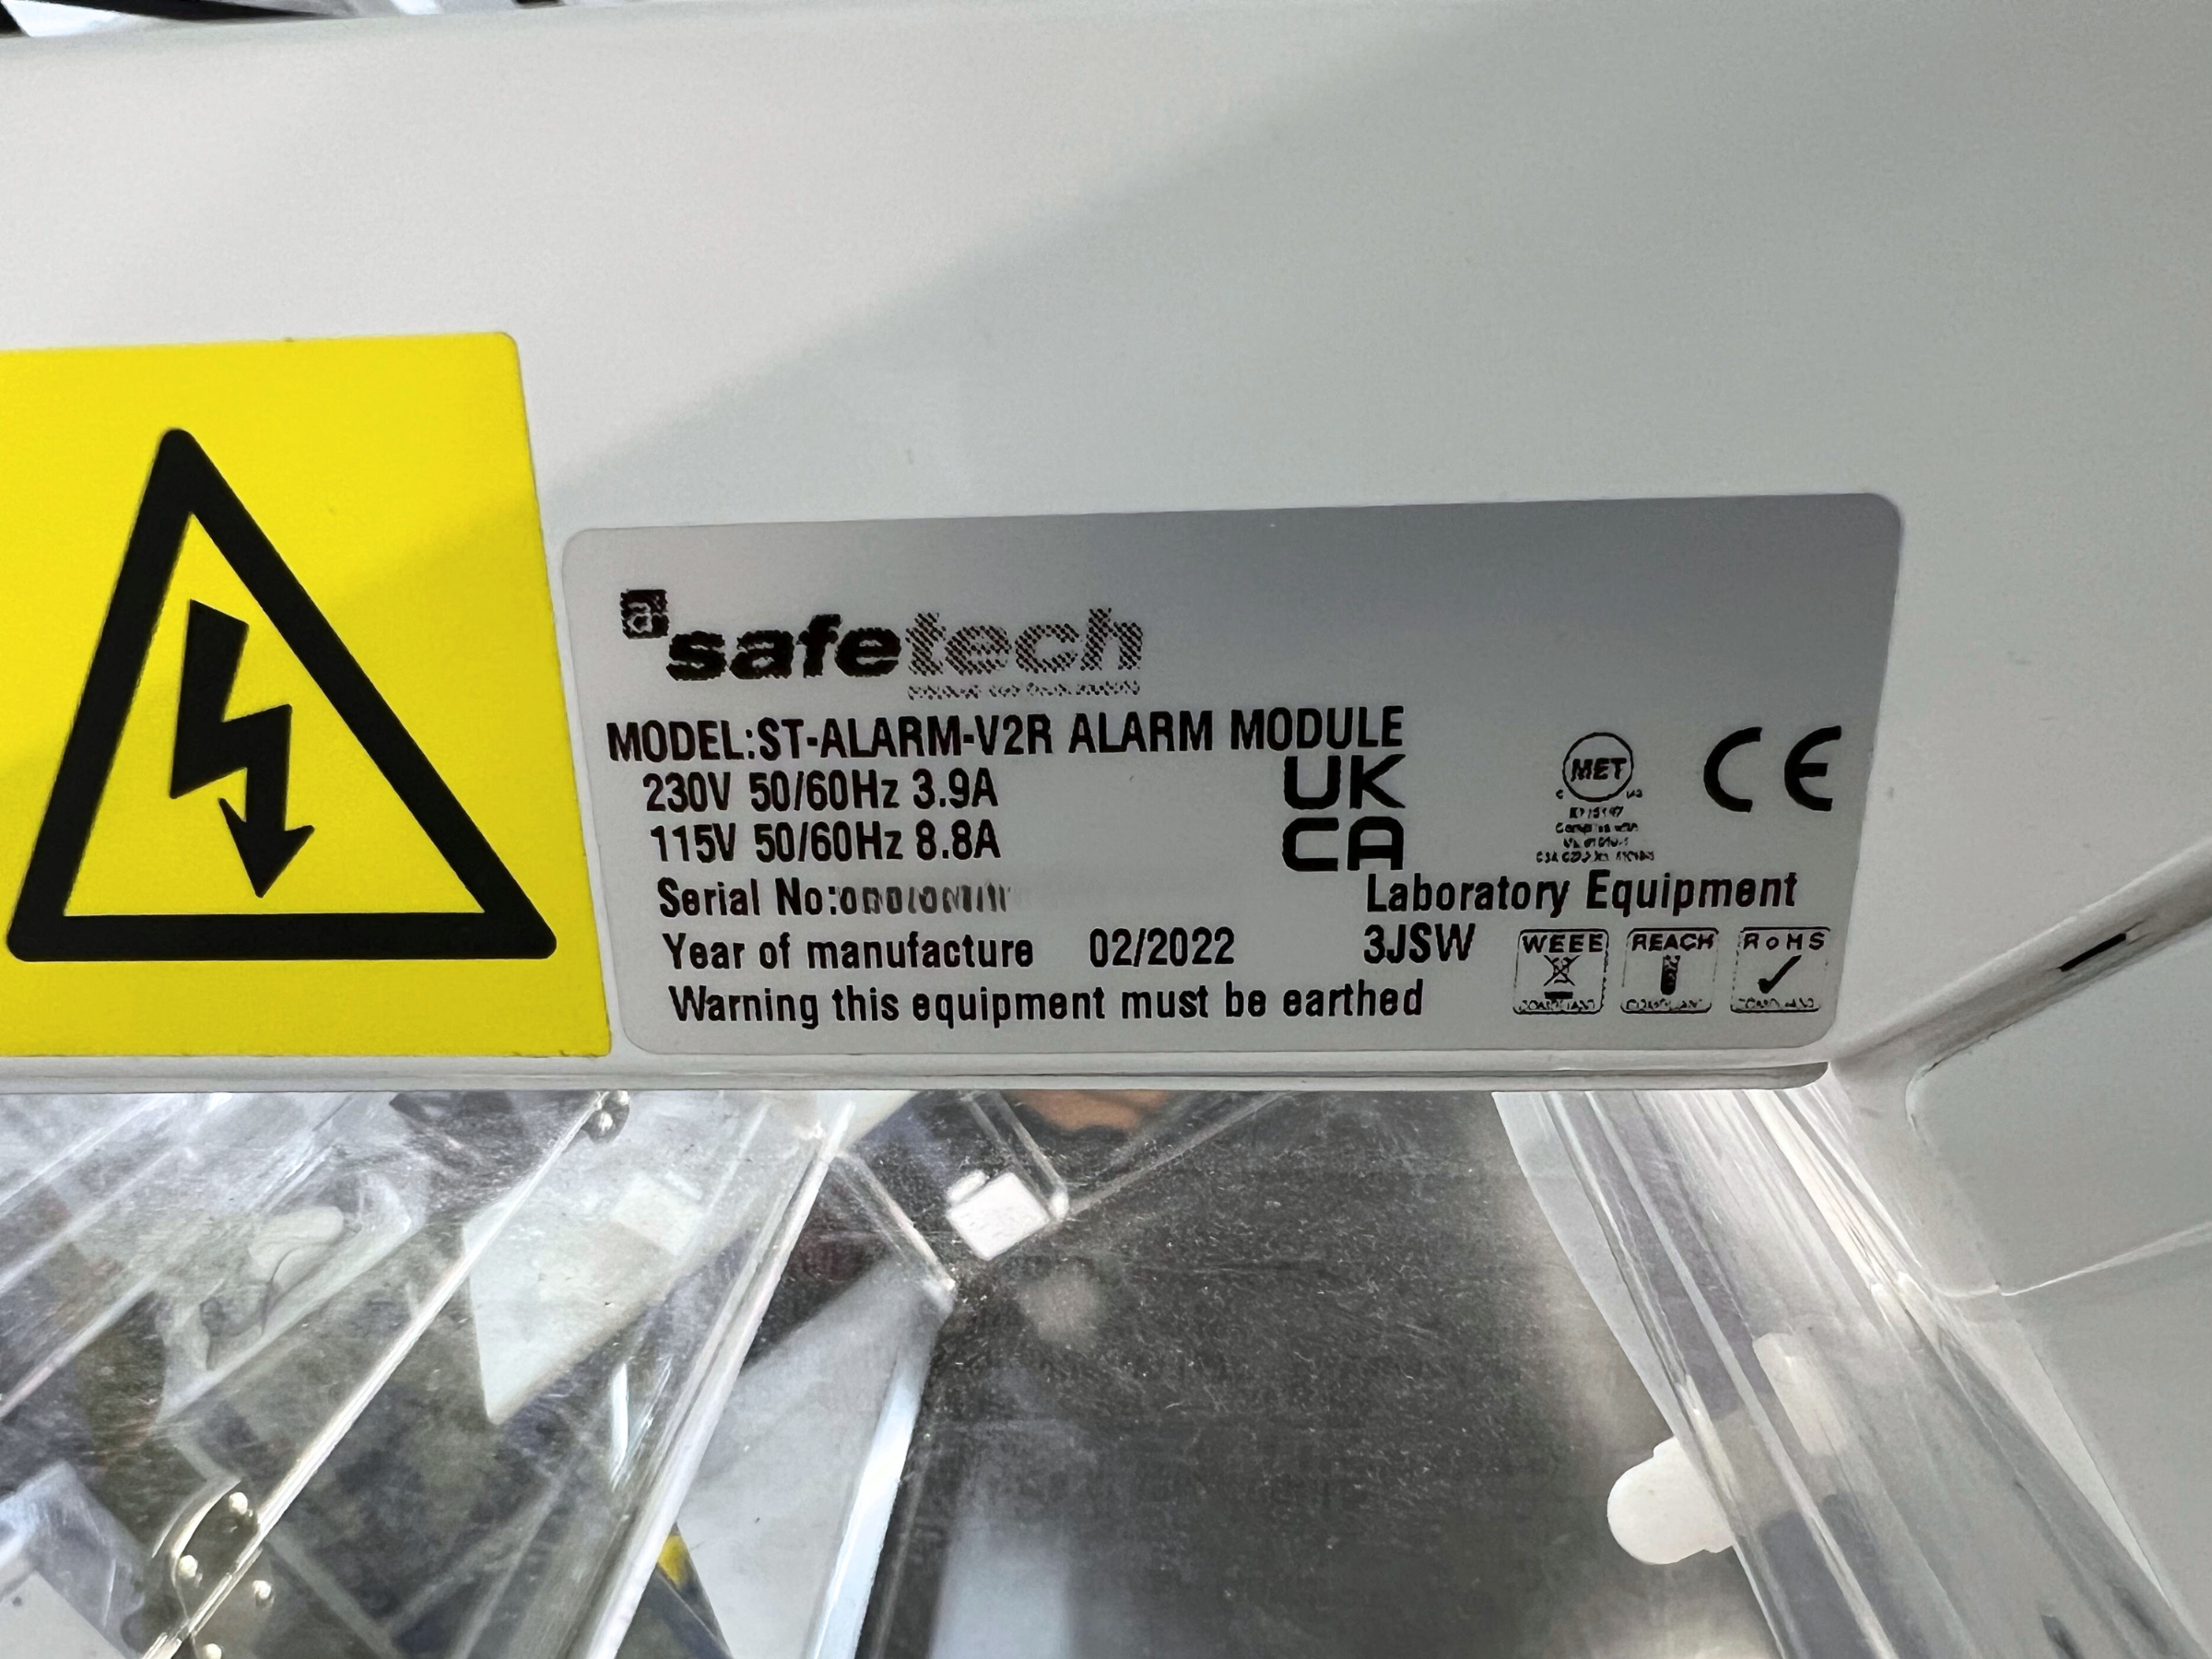 a
safetech
MODEL:ST-ALARM-V2R ALARM MODULE
230V 50/60Hz 3.9A
115V 50/60Hz 8.8A
UK
CA
MET
CE
Serial No:
Laboratory Equipment
Year of manufacture 02/2022
3JSW
WEEE
REACH
RoHS
Warning this equipment must be earthed